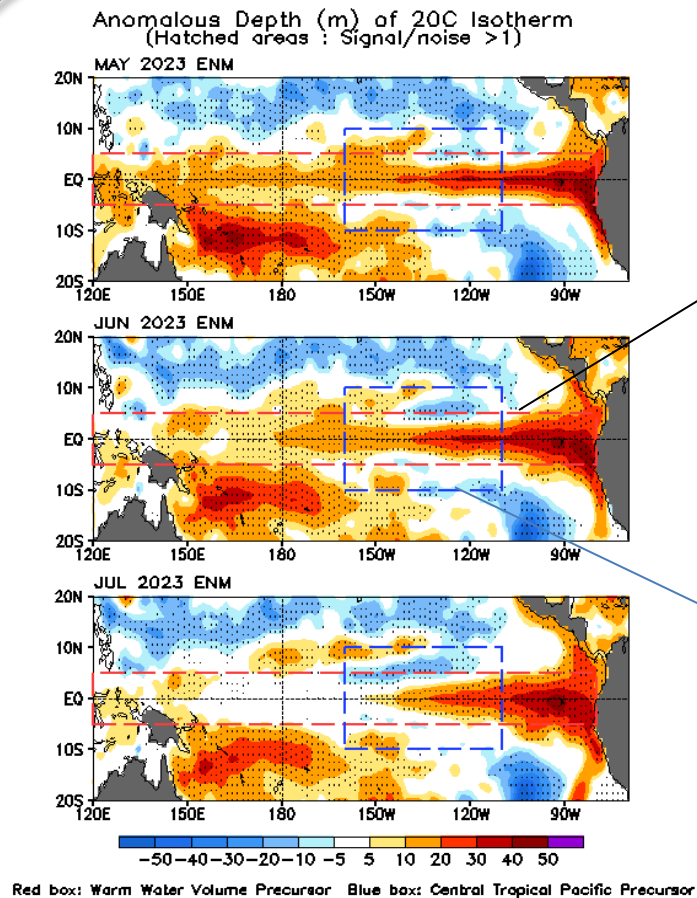 Anomalous Depth (m) of 20C Isotherm
(Hatched areas : Signal/noise >1)
MAY 2023 ENM
20N
10N
EQ
10S
20S
120E 150E 180 150W 120W 90W
JUN 2023 ENM
20N
10N
EQ
10S
20S
120E 150E 180 150W 120W 90W
JUL 2023 ENM
20N
10N
EQ
10S
20S
120E 150E 180 150W 120W 90W
-50 -40 -30 -20 -10 -5 5 10 20 30 40 50
Red box: Warm Water Volume Precursor Blue box: Central Tropical Pacific Precursor